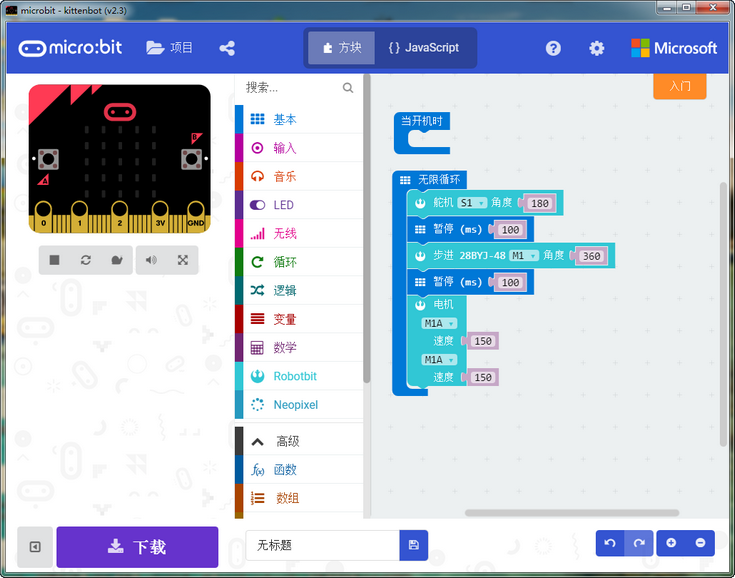 microbit - kittenbot (v2.3)
micro:bit
项目
方块
{ } JavaScript
Microsoft
搜索...
入门
基本
输入
音乐
LED
无线
循环
逻辑
变量
数学
Robotbit
Neopixel
高级
函数
数组
B
A
0
1
2
3V
GND
当开机时
无限循环
舵机 S1 角度 180
暂停 (ms) 100
步进 28BYJ-48 M1 角度 360
暂停 (ms) 100
电机
M1A
速度 150
M1A
速度 150
下载
无标题